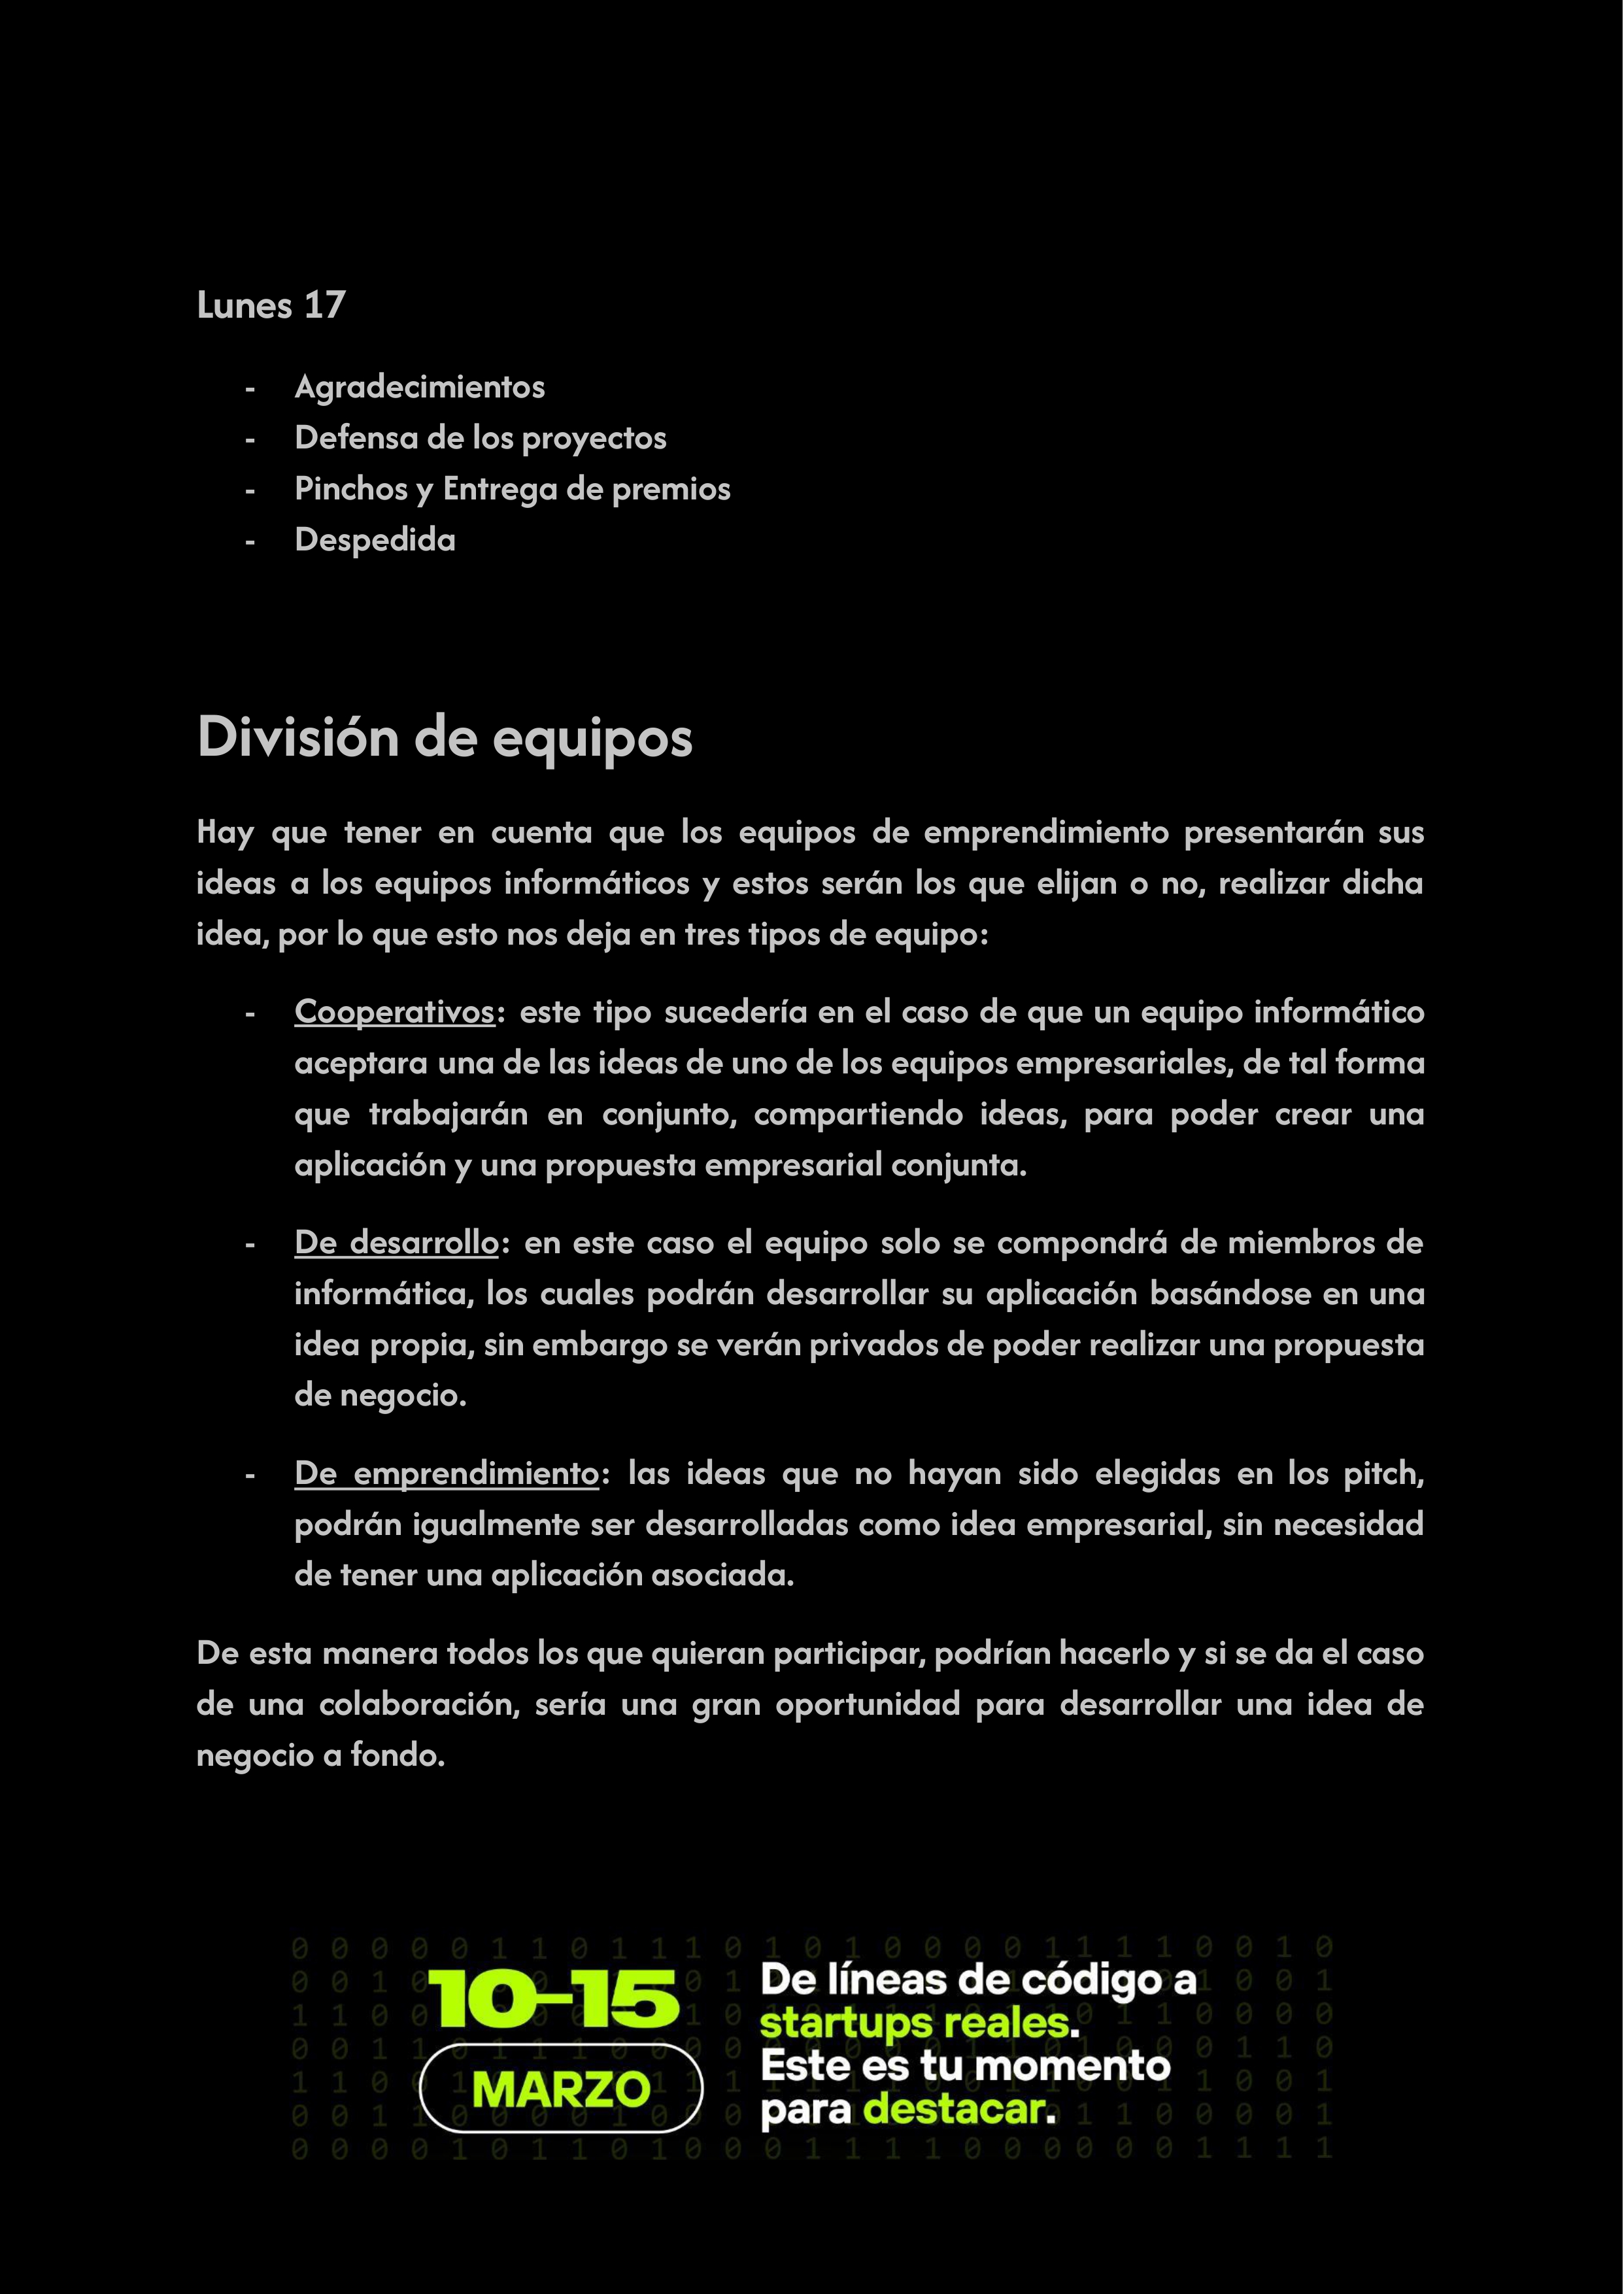 Lunes 17
- Agradecimientos
- Defensa de los proyectos
- Pinchos y Entrega de premios
- Despedida
División de equipos
Hay que tener en cuenta que los equipos de emprendimiento presentarán sus
ideas a los equipos informáticos y estos serán los que elijan o no, realizar dicha
idea, por lo que esto nos deja en tres tipos de equipo:
- Cooperativos: este tipo sucedería en el caso de que un equipo informático
aceptara una de las ideas de uno de los equipos empresariales, de tal forma
que trabajarán en conjunto, compartiendo ideas, para poder crear una
aplicación y una propuesta empresarial conjunta.
- De desarrollo: en este caso el equipo solo se compondrá de miembros de
informática, los cuales podrán desarrollar su aplicación basándose en una
idea propia, sin embargo se verán privados de poder realizar una propuesta
de negocio.
- De emprendimiento: las ideas que no hayan sido elegidas en los pitch,
podrán igualmente ser desarrolladas como idea empresarial, sin necesidad
de tener una aplicación asociada.
De esta manera todos los que quieran participar, podrían hacerlo y si se da el caso
de una colaboración, sería una gran oportunidad para desarrollar una idea de
negocio a fondo.
10–15
MARZO
De líneas de código a
startups reales.
Este es tu momento
para destacar.